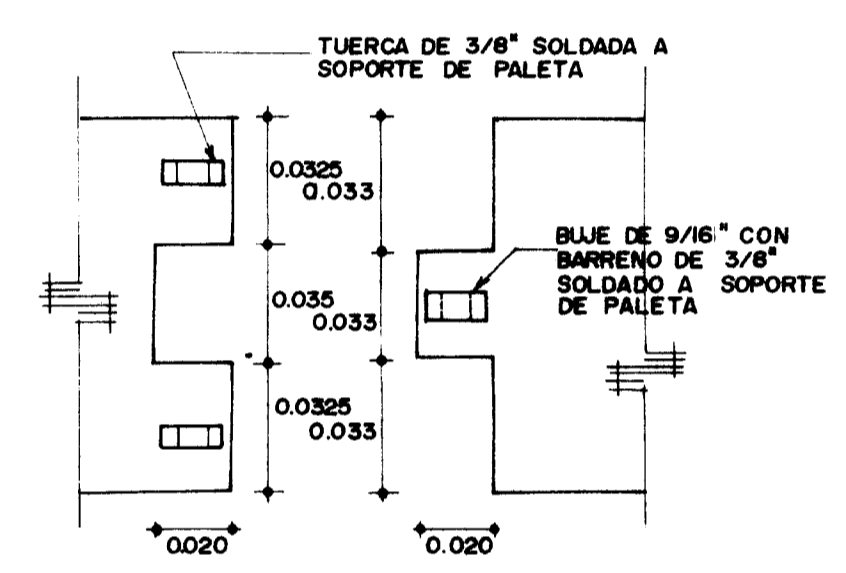 TUERCA DE 3/8" SOLDADA A
SOPORTE DE PALETA
0.0325
0.033
BUJE DE 9/16" CON
BARRENO DE 3/8"
SOLDADO A SOPORTE
DE PALETA
0.035
0.033
0.0325
0.033
0.020
0.020